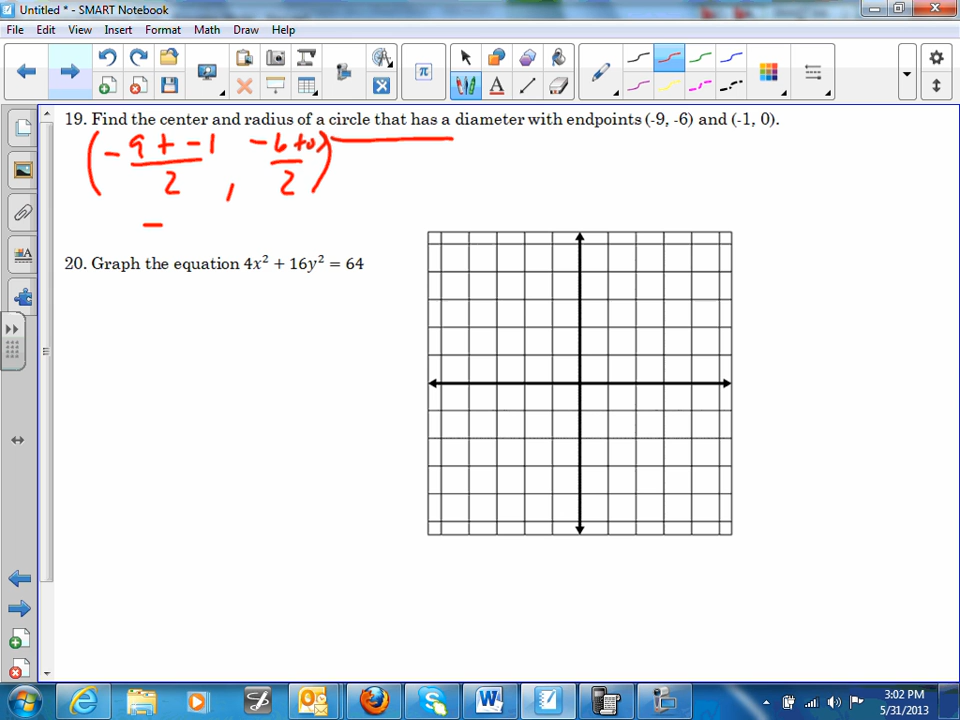 Untitled * - SMART Notebook
File Edit View Insert Format Math Draw Help
π
A
19. Find the center and radius of a circle that has a diameter with endpoints (-9, -6) and (-1, 0).
(-9 + -1 / 2 , -6+0 / 2)
-
20. Graph the equation 4x² + 16y² = 64
3:02 PM
5/31/2013